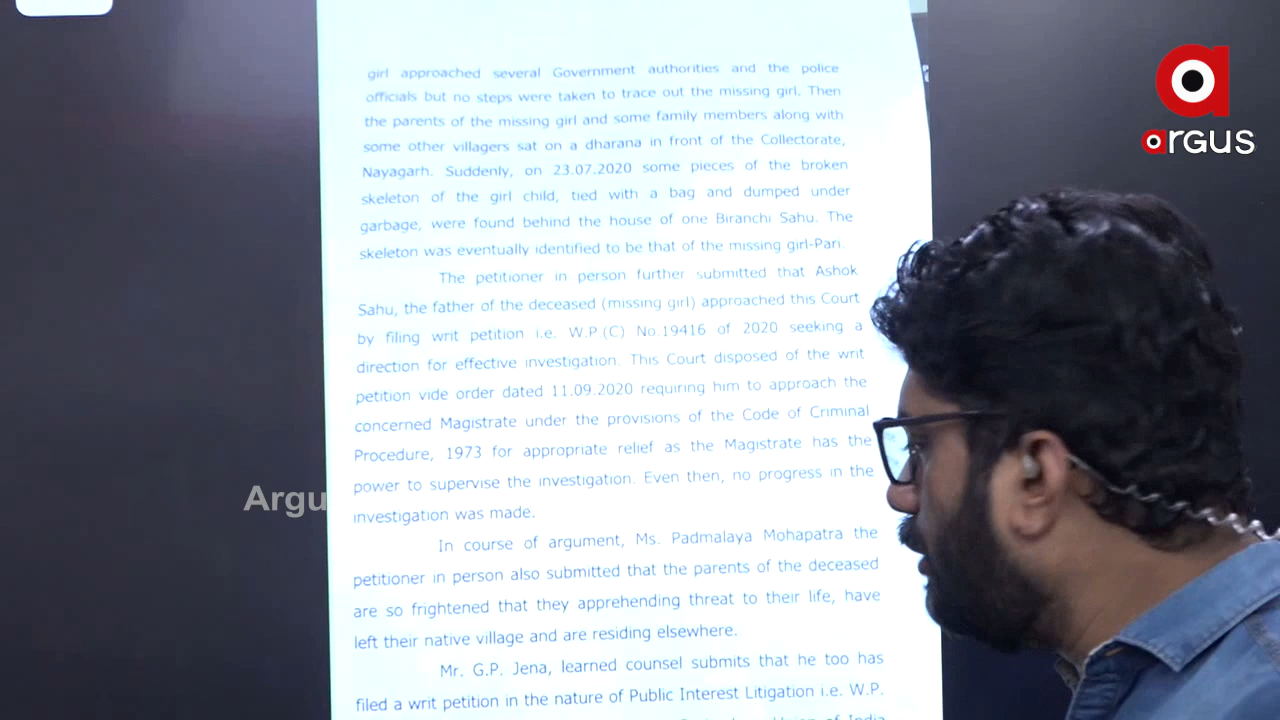 girl approached several Government authorities and the police
officials but no steps were taken to trace out the missing girl. Then
the parents of the missing girl and some family members along with
some other villagers sat on a dharana in front of the Collectorate,
Nayagarh. Suddenly, on 23.07.2020 some pieces of the broken
skeleton of the girl child, tied with a bag and dumped under
garbage, were found behind the house of one Biranchi Sahu. The
skeleton was eventually identified to be that of the missing girl-Pari.
The petitioner in person further submitted that Ashok
Sahu, the father of the deceased (missing girl) approached this Court
by filing writ petition i.e. W.P.(C) No.19416 of 2020 seeking a
direction for effective investigation. This Court disposed of the writ
petition vide order dated 11.09.2020 requiring him to approach the
concerned Magistrate under the provisions of the Code of Criminal
Procedure, 1973 for appropriate relief as the Magistrate has the
power to supervise the investigation. Even then, no progress in the
investigation was made.
In course of argument, Ms. Padmalaya Mohapatra the
petitioner in person also submitted that the parents of the deceased
are so frightened that they apprehending threat to their life, have
left their native village and are residing elsewhere.
Mr. G.P. Jena, learned counsel submits that he too has
filed a writ petition in the nature of Public Interest Litigation i.e. W.P.
Union of India
argus
Argu